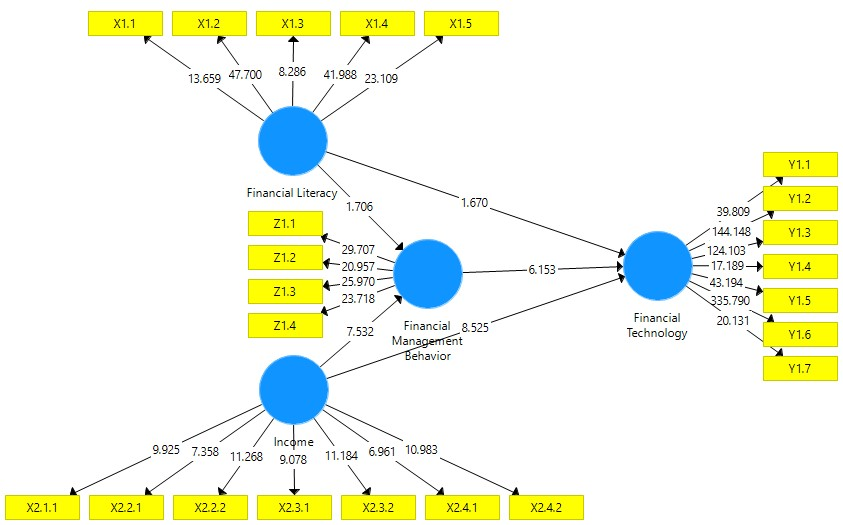 X1.1 X1.2 X1.3 X1.4 X1.5
13.659 47.700 8.286 41.988 23.109
Financial Literacy
1.706
1.670
Z1.1
Z1.2
Z1.3
Z1.4
29.707
20.957
25.970
23.718
7.532
Financial
Management
Behavior
6.153
8.525
Financial
Technology
39.809
144.148
124.103
17.189
43.194
335.790
20.131
Y1.1
Y1.2
Y1.3
Y1.4
Y1.5
Y1.6
Y1.7
Income
9.925 7.358 11.268 9.078 11.184 6.961 10.983
X2.1.1 X2.2.1 X2.2.2 X2.3.1 X2.3.2 X2.4.1 X2.4.2